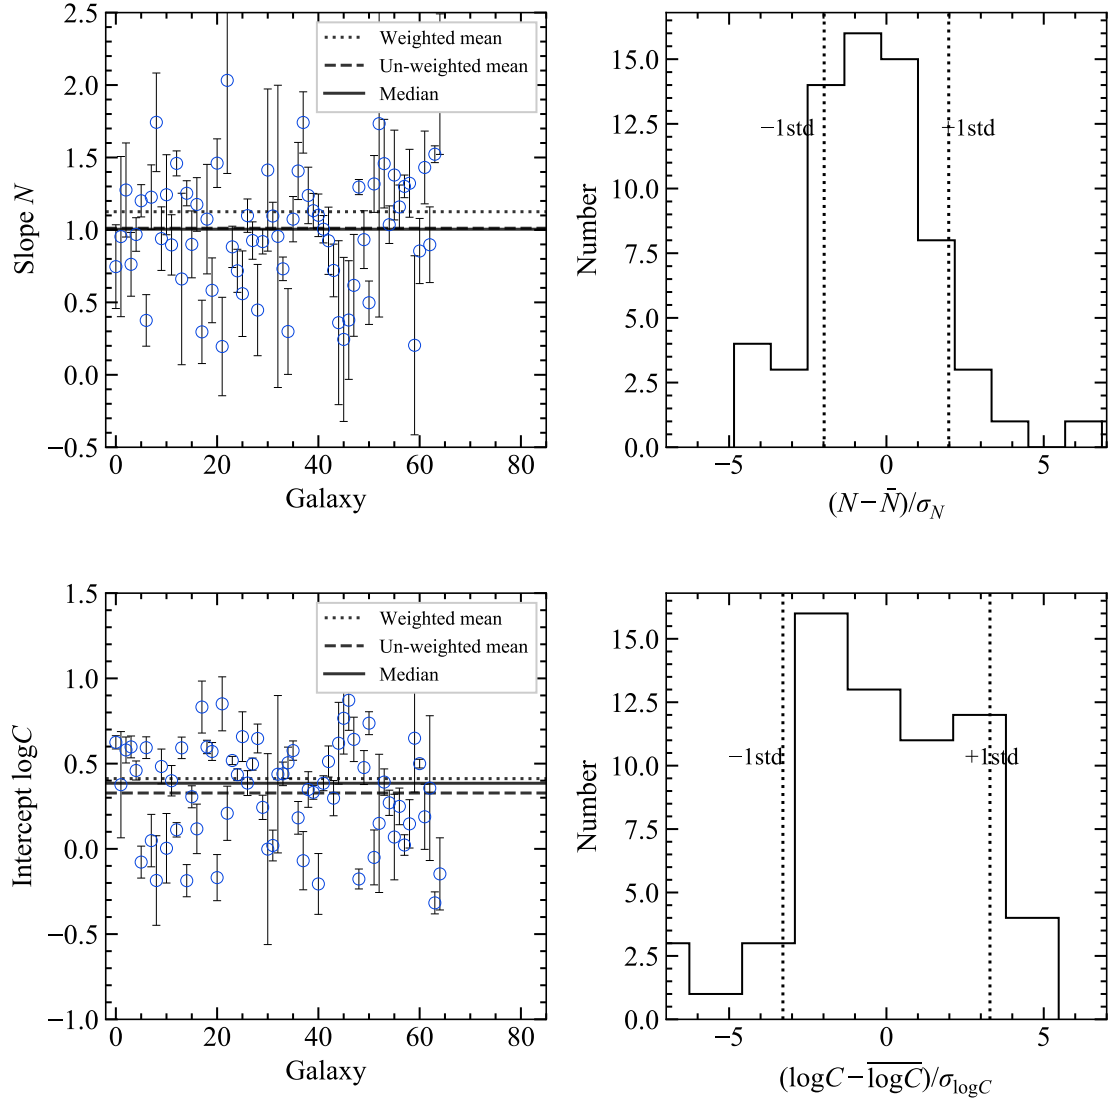 2.5
2.0
1.5
1.0
0.5
0.0
−0.5
Slope N
0
20
40
60
80
Galaxy
Weighted mean
Un-weighted mean
Median
15.0
12.5
10.0
7.5
5.0
2.5
0.0
Number
−1std
+1std
−5
0
5
(N−N̄)/σ_N
1.5
1.0
0.5
0.0
−0.5
−1.0
Intercept logC
0
20
40
60
80
Galaxy
Weighted mean
Un-weighted mean
Median
15.0
12.5
10.0
7.5
5.0
2.5
0.0
Number
−1std
+1std
−5
0
5
(logC−\overline{logC})/σ_{logC}